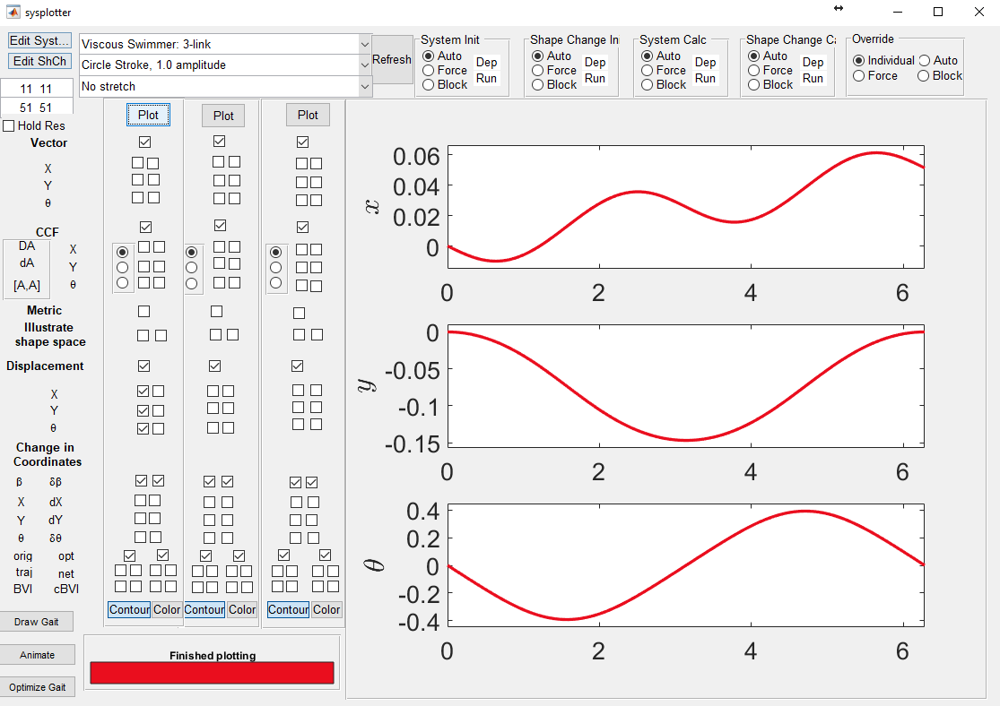 sysplotter
Edit Syst... Viscous Swimmer: 3-link
Edit ShCh Circle Stroke, 1.0 amplitude
No stretch
Refresh
System Init
Auto
Force
Block
Dep
Run
Shape Change Ini
Auto
Force
Block
Dep
Run
System Calc
Auto
Force
Block
Dep
Run
Shape Change Ca
Auto
Force
Block
Dep
Run
Override
Individual Auto
Force Block
11 11
51 51
Hold Res
Plot Plot Plot
Vector
X
Y
θ
CCF
DA X
dA Y
[A,A] θ
Metric
Illustrate
shape space
Displacement
X
Y
θ
Change in
Coordinates
β δβ
X dX
Y dY
θ δθ
orig opt
traj net
BVI cBVI
Contour Color Contour Color Contour Color
Draw Gait
Animate
Optimize Gait
Finished plotting
x
0.06
0.04
0.02
0
0 2 4 6
y
0
-0.05
-0.1
-0.15
0 2 4 6
θ
0.4
0.2
0
-0.2
-0.4
0 2 4 6